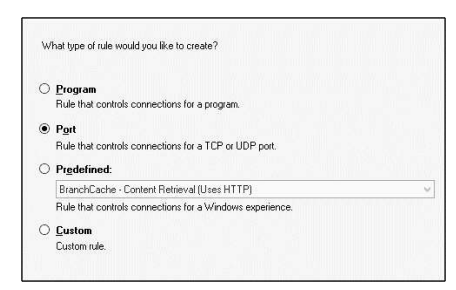 What type of rule would you like to create?
Program
Rule that controls connections for a program.
Port
Rule that controls connections for a TCP or UDP port.
Predefined:
BranchCache - Content Retrieval (Uses HTTP)
Rule that controls connections for a Windows experience.
Custom
Custom rule.